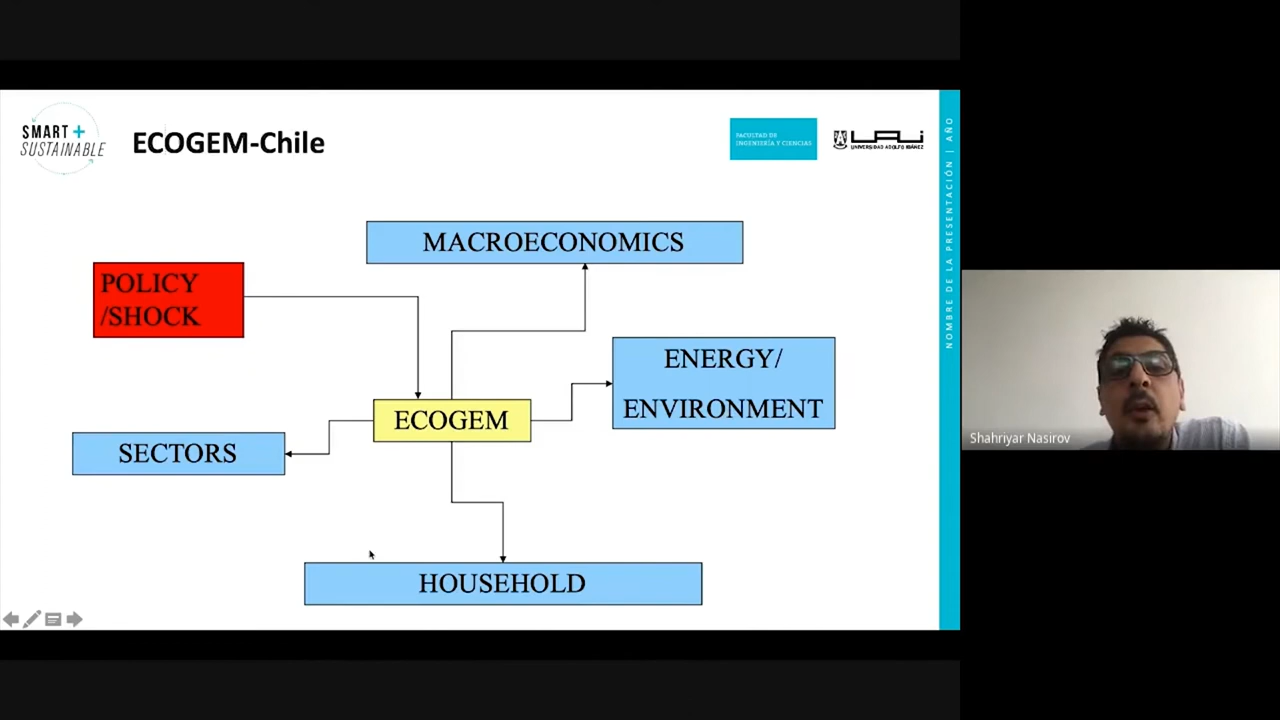 SMART +
SUSTAINABLE
ECOGEM-Chile
FACULTAD DE
INGENIERÍA Y CIENCIAS
UAI
UNIVERSIDAD ADOLFO IBÁÑEZ
NOMBRE DE LA PRESENTACIÓN | AÑO
MACROECONOMICS
POLICY
/SHOCK
ENERGY/
ENVIRONMENT
ECOGEM
SECTORS
HOUSEHOLD
Shahriyar Nasirov